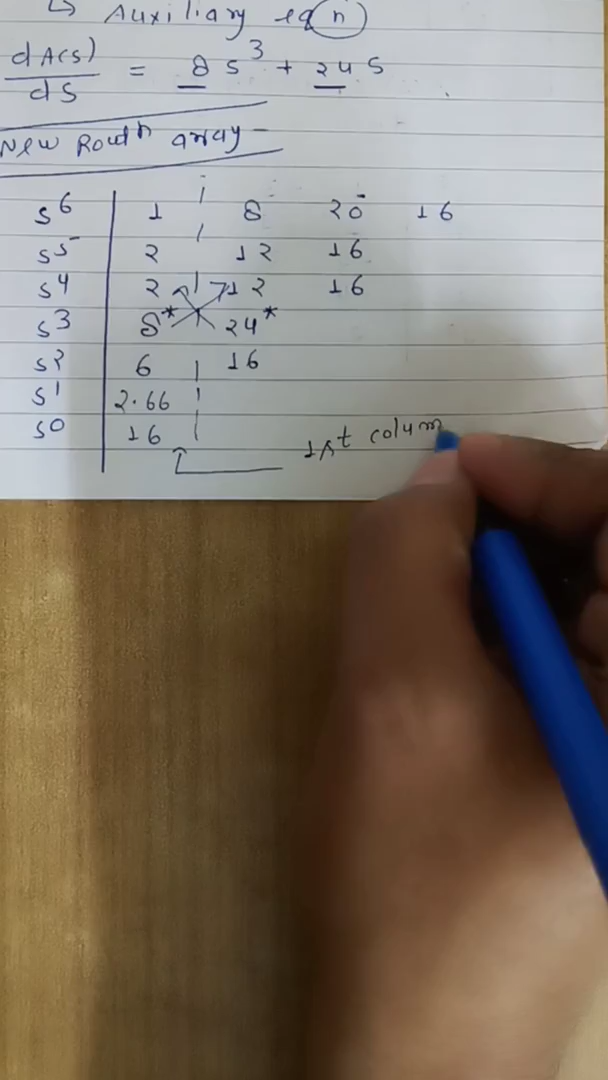 ↳ Auxiliary eqn
dA(s)/ds = 8s³ + 24s
New Routh array -
s⁶ 1 8 20 16
s⁵ 2 12 16
s⁴ 2 12 16
s³ 8* 24*
s² 6 16
s¹ 2.66
s⁰ 16
1st colum